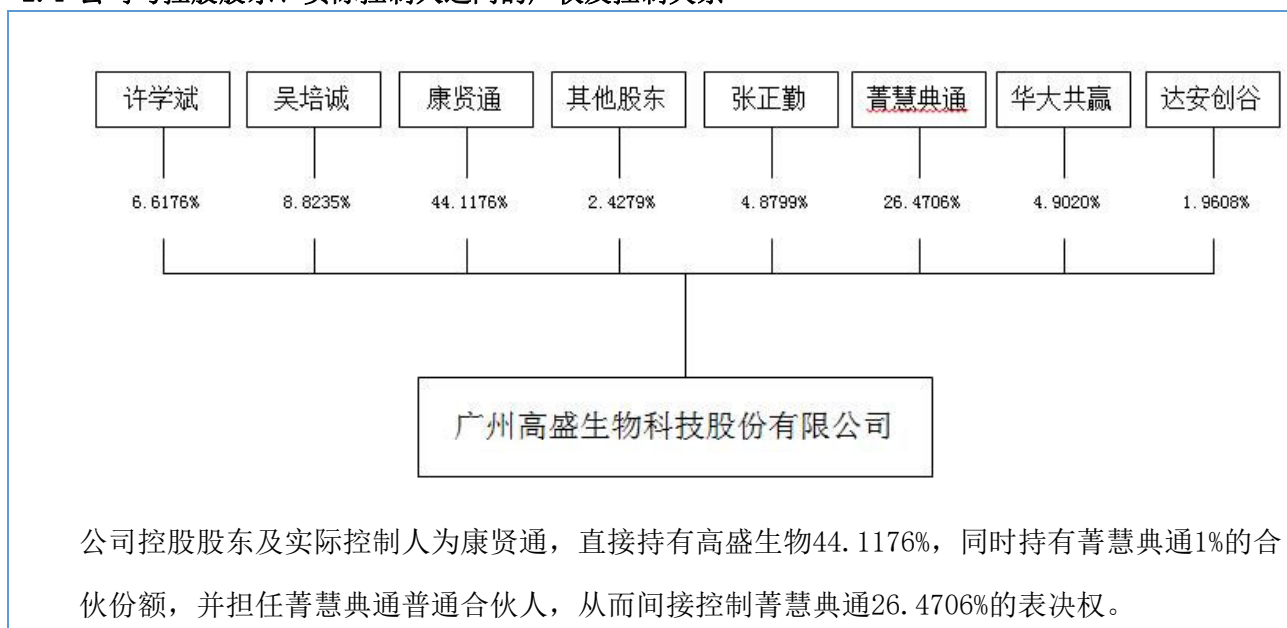 许学斌 吴培诚 康贤通 其他股东 张正勤 菁慧典通 华大共赢 达安创谷
6.6176% 8.8235% 44.1176% 2.4279% 4.8799% 26.4706% 4.9020% 1.9608%
广州高盛生物科技股份有限公司
公司控股股东及实际控制人为康贤通，直接持有高盛生物44.1176%，同时持有菁慧典通1%的合
伙份额，并担任菁慧典通普通合伙人，从而间接控制菁慧典通26.4706%的表决权。